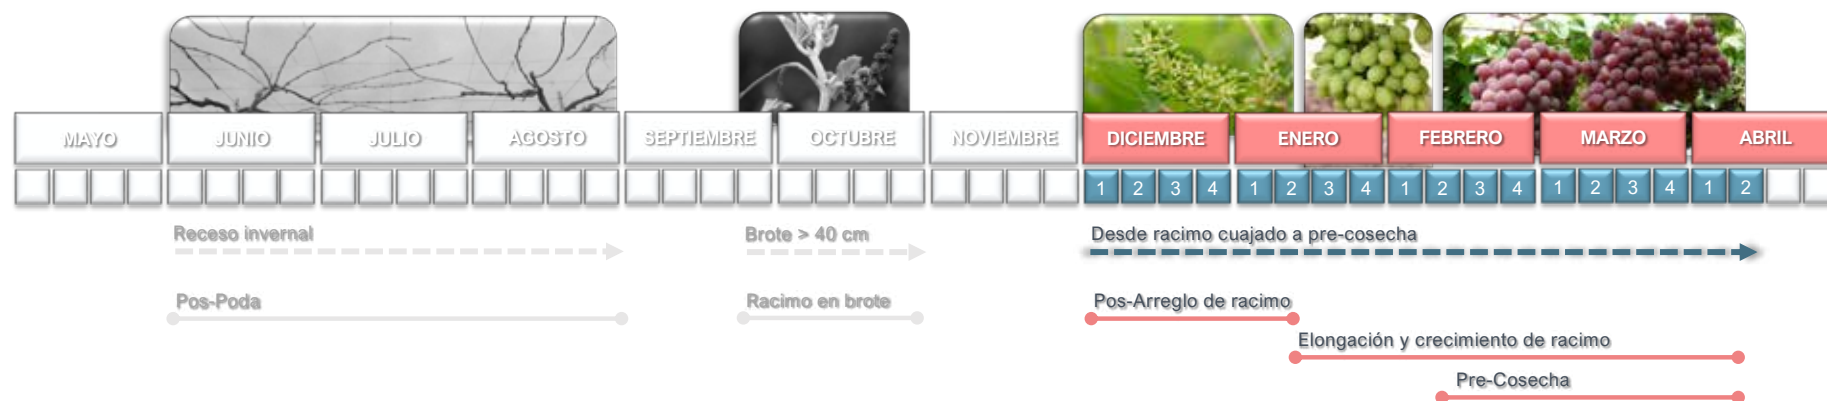 MAYO JUNIO JULIO AGOSTO SEPTIEMBRE OCTUBRE NOVIEMBRE DICIEMBRE ENERO FEBRERO MARZO ABRIL
1 2 3 4 1 2 3 4 1 2 3 4 1 2 3 4 1 2
Receso invernal Brote > 40 cm Desde racimo cuajado a pre-cosecha
Pos-Poda Racimo en brote Pos-Arreglo de racimo
Elongación y crecimiento de racimo
Pre-Cosecha